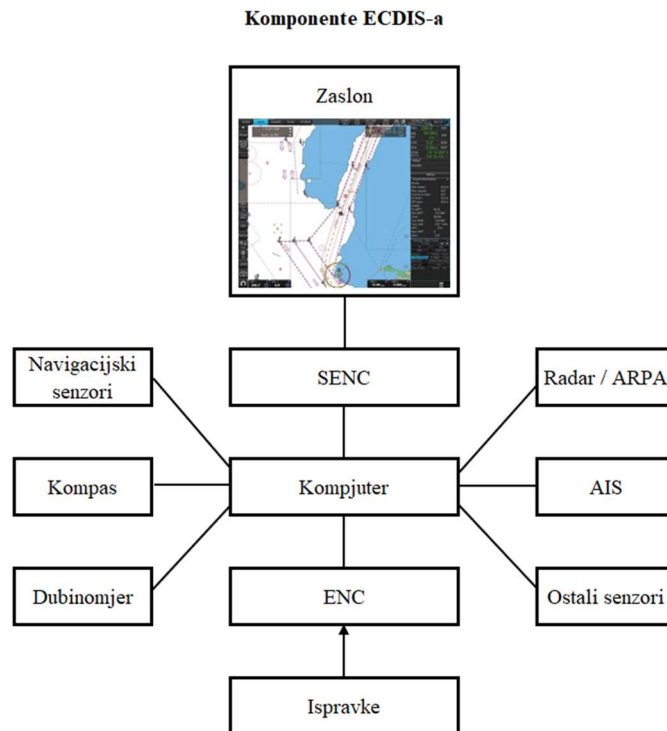 Komponente ECDIS-a
Zaslon
Navigacijski
senzori
SENC
Radar / ARPA
Kompas
Kompjuter
AIS
Dubinomjer
ENC
Ostali senzori
Ispravke